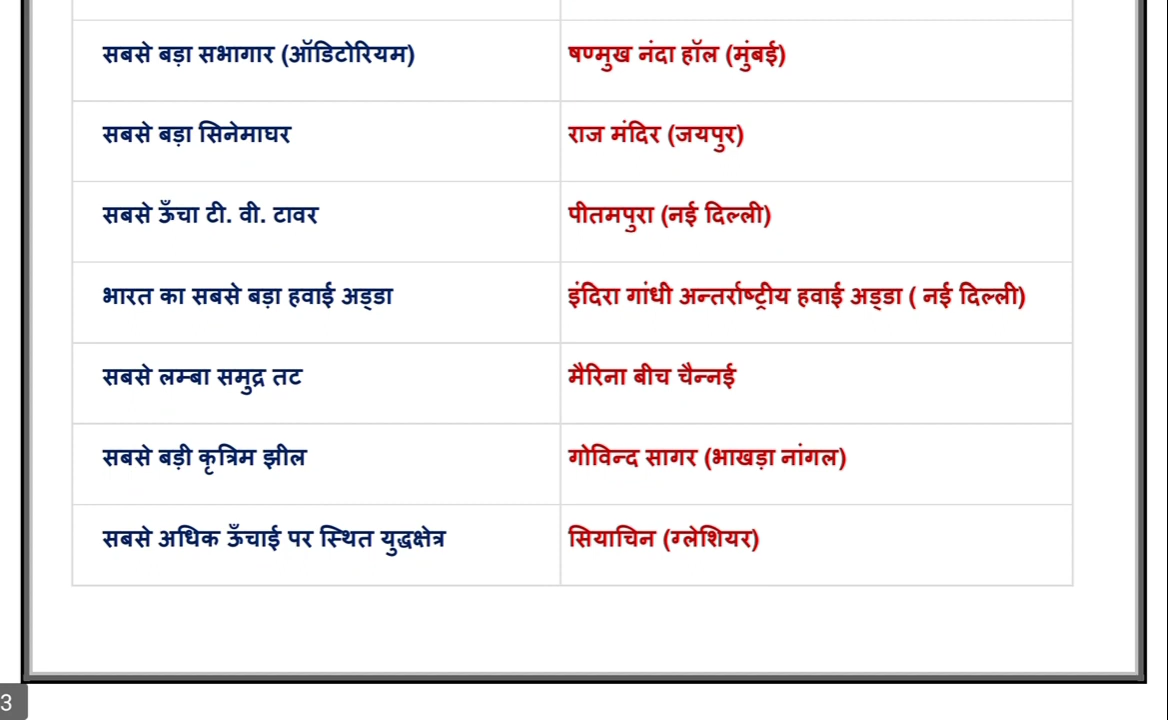 सबसे बड़ा सभागार (ऑडिटोरियम) षण्मुख नंदा हॉल (मुंबई)
सबसे बड़ा सिनेमाघर राज मंदिर (जयपुर)
सबसे ऊँचा टी. वी. टावर पीतमपुरा (नई दिल्ली)
भारत का सबसे बड़ा हवाई अड्डा इंदिरा गांधी अन्तर्राष्ट्रीय हवाई अड्डा ( नई दिल्ली)
सबसे लम्बा समुद्र तट मैरिना बीच चैन्नई
सबसे बड़ी कृत्रिम झील गोविन्द सागर (भाखड़ा नांगल)
सबसे अधिक ऊँचाई पर स्थित युद्धक्षेत्र सियाचिन (ग्लेशियर)
3